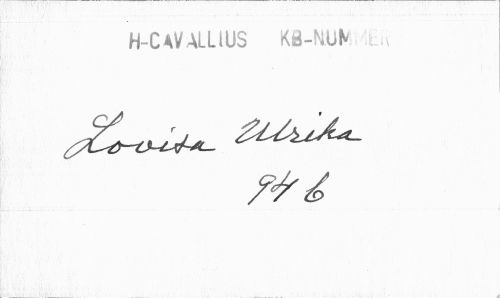 H-CAVALLIUS KB-NUMMER
Lovisa Ulrika
946